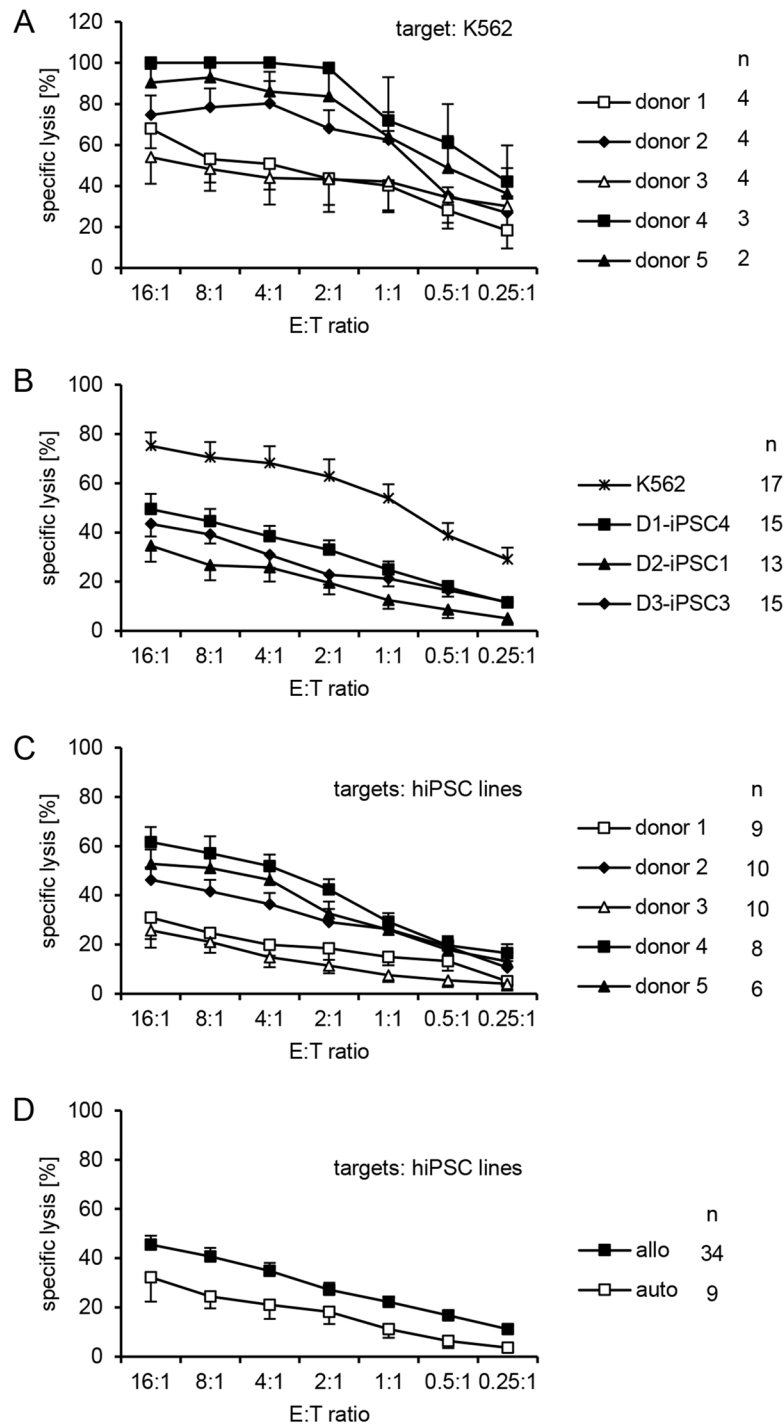 A
target: K562
specific lysis [%]
120
100
80
60
40
20
0
16:1 8:1 4:1 2:1 1:1 0.5:1 0.25:1
E:T ratio
n
donor 1 4
donor 2 4
donor 3 4
donor 4 3
donor 5 2
B
specific lysis [%]
100
80
60
40
20
0
16:1 8:1 4:1 2:1 1:1 0.5:1 0.25:1
E:T ratio
n
K562 17
D1-iPSC4 15
D2-iPSC1 13
D3-iPSC3 15
C
targets: hiPSC lines
specific lysis [%]
100
80
60
40
20
0
16:1 8:1 4:1 2:1 1:1 0.5:1 0.25:1
E:T ratio
n
donor 1 9
donor 2 10
donor 3 10
donor 4 8
donor 5 6
D
targets: hiPSC lines
specific lysis [%]
100
80
60
40
20
0
16:1 8:1 4:1 2:1 1:1 0.5:1 0.25:1
E:T ratio
n
allo 34
auto 9